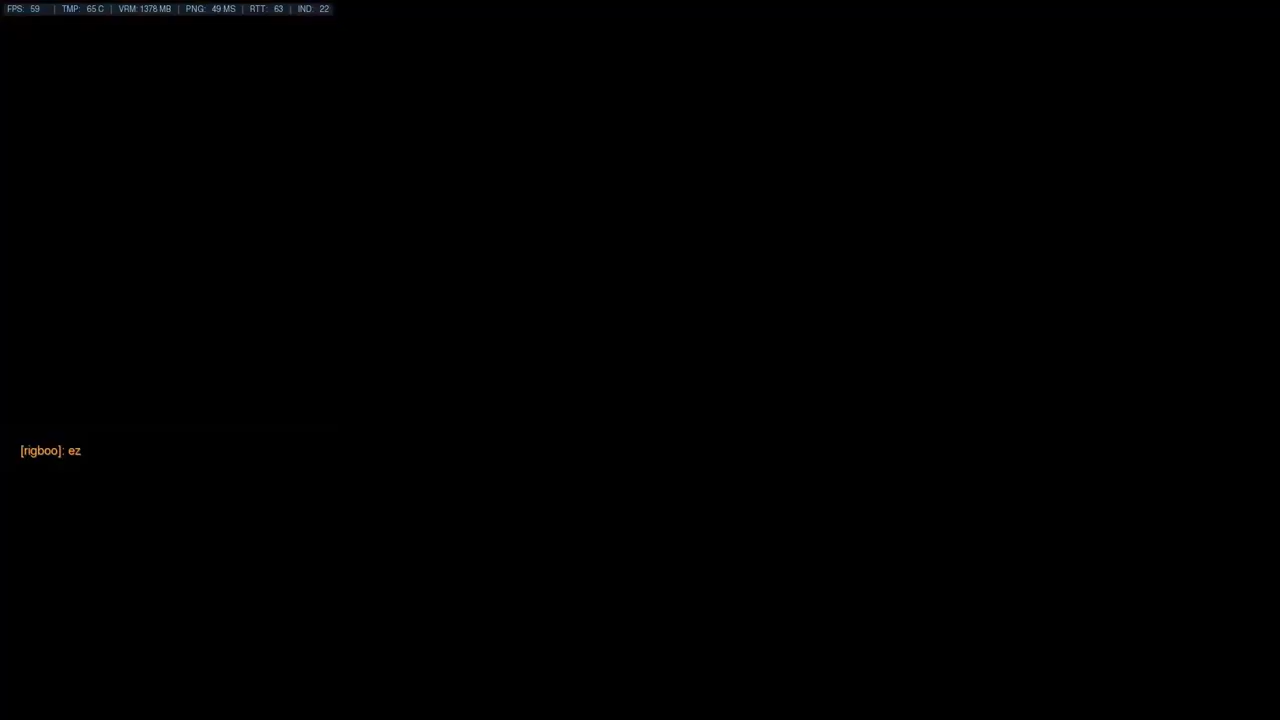 FPS: 59 | TMP: 65 C | VRM: 1378 MB | PNG: 49 MS | RTT: 63 | IND: 22
[rigboo]: ez